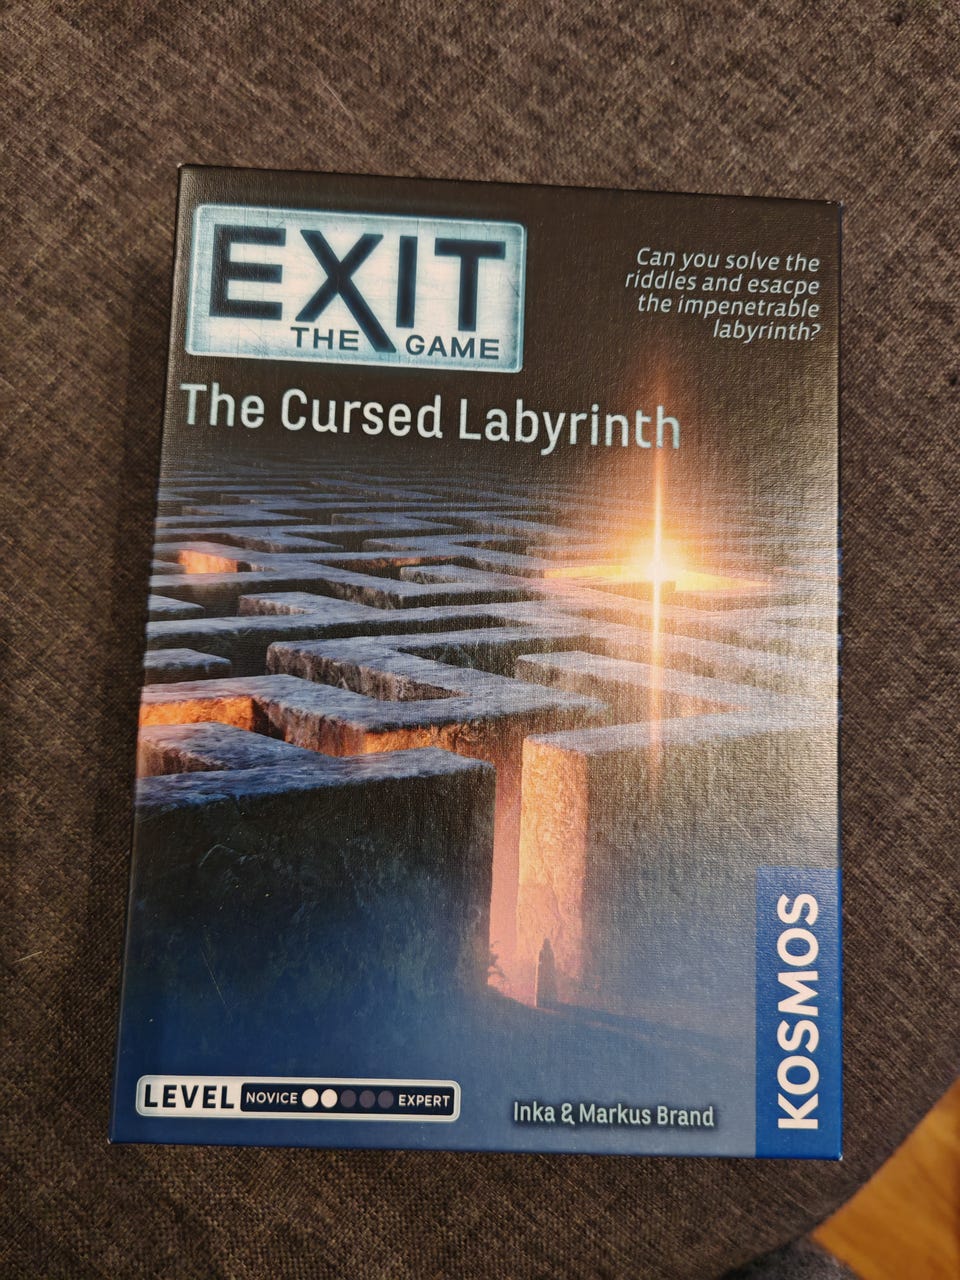 EXIT
THE GAME
Can you solve the
riddles and esacpe
the impenetrable
labyrinth?
The Cursed Labyrinth
KOSMOS
LEVEL NOVICE EXPERT
Inka & Markus Brand